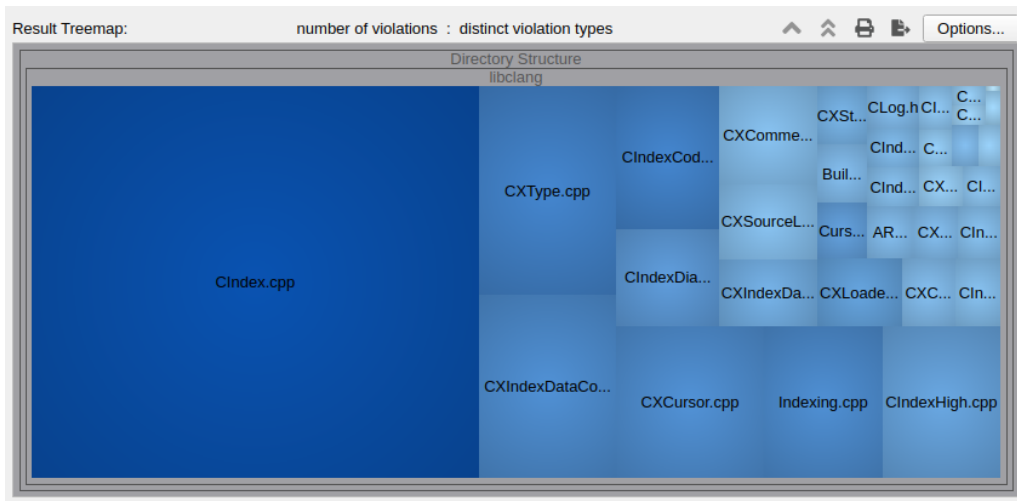 Result Treemap:
number of violations : distinct violation types
Options...
Directory Structure
libclang
CIndex.cpp
CXType.cpp
CXIndexDataCo...
CIndexCod...
CIndexDia...
CXCursor.cpp
Indexing.cpp
CIndexHigh.cpp
CXComme...
CXSourceL...
CXIndexDa...
CXSt...
Buil...
Curs...
CXLoade...
CLog.h
CI...
C...
C...
CInd...
C...
CInd...
CX...
CI...
AR...
CX...
CIn...
CXC...
CIn...